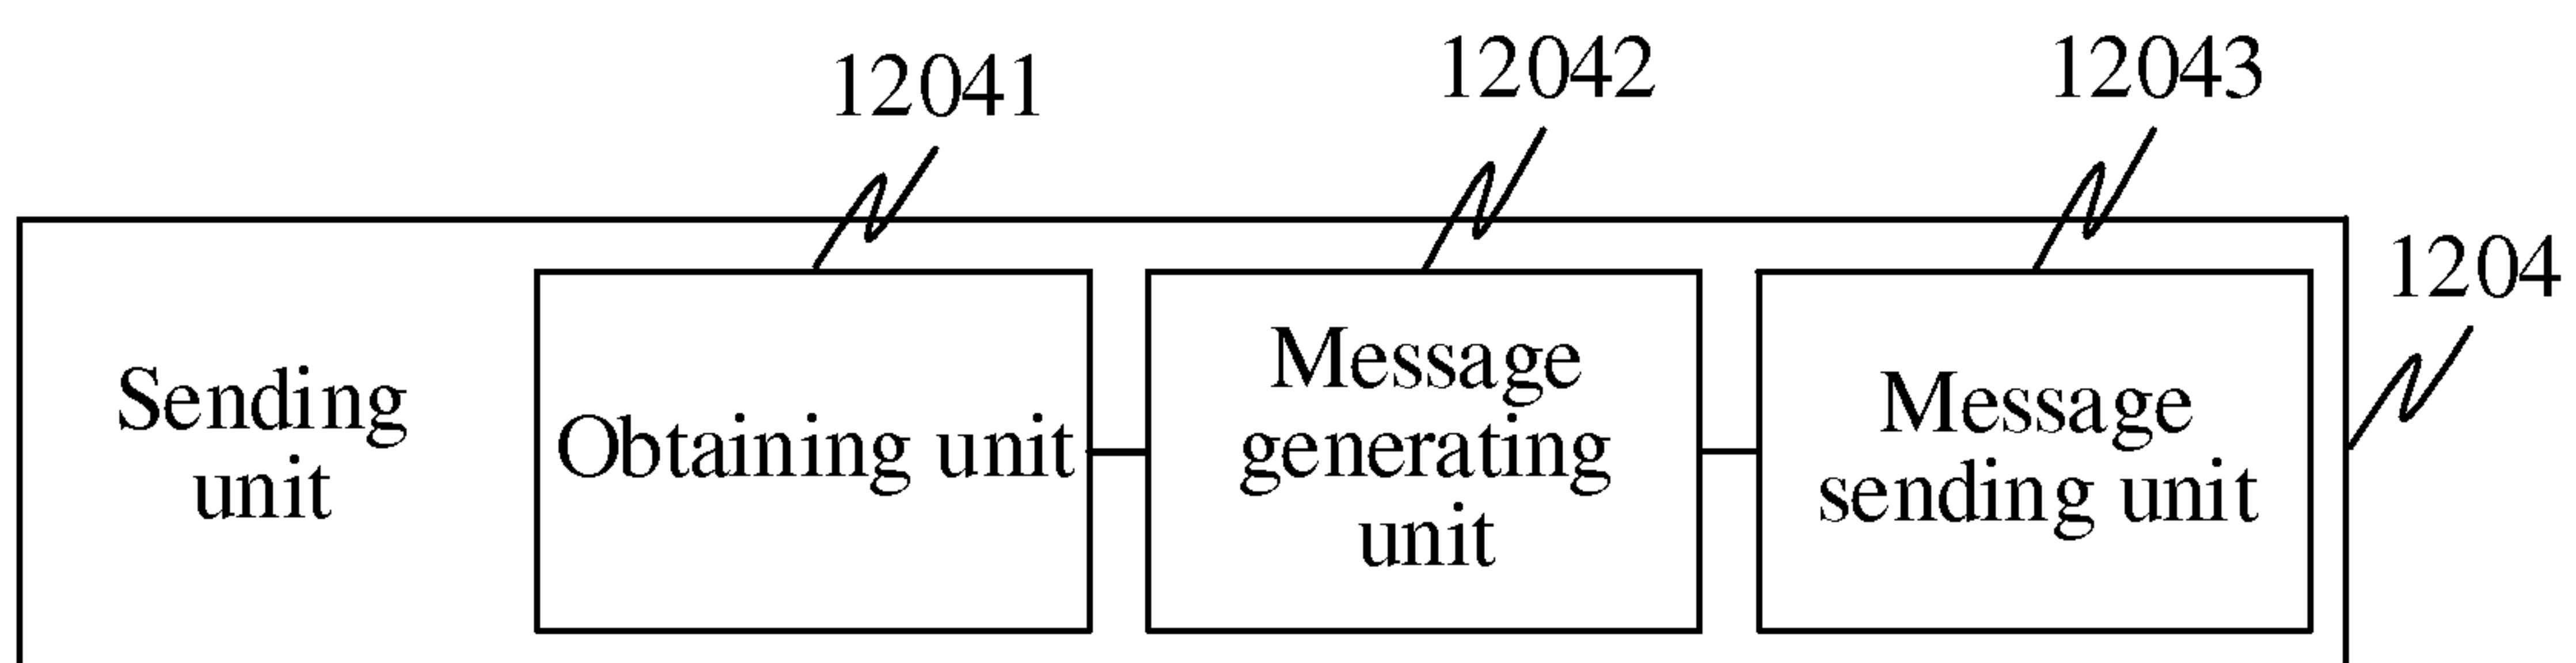 12041
12042
12043
1204
Sending
unit
Obtaining unit
Message
generating
unit
Message
sending unit